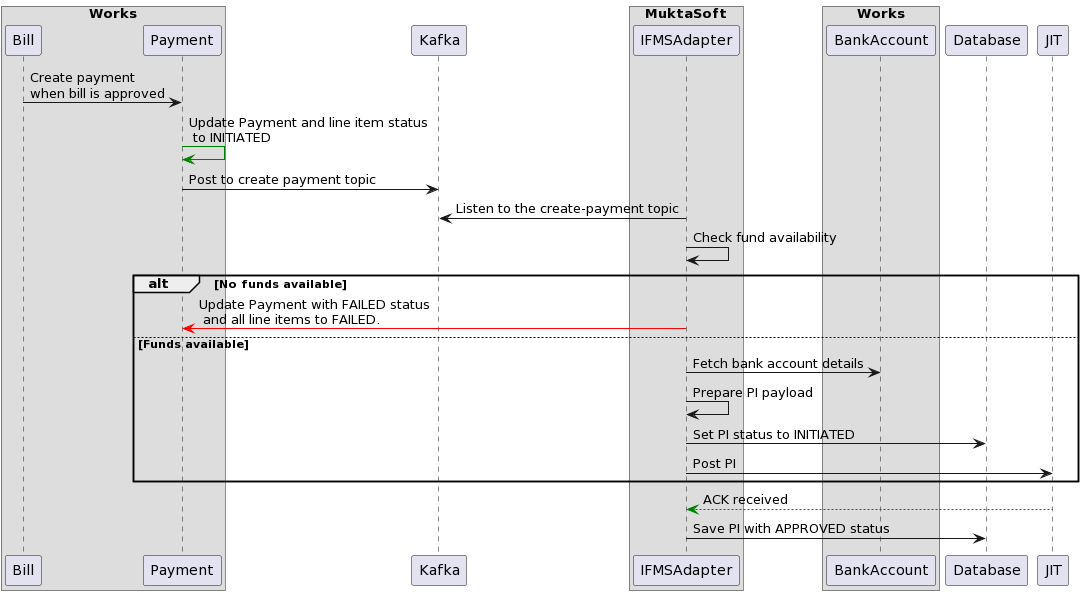 Works
MuktaSoft
Works
Bill
Payment
Kafka
IFMSAdapter
BankAccount
Database
JIT
Create payment
when bill is approved
Update Payment and line item status
to INITIATED
Post to create payment topic
Listen to the create-payment topic
Check fund availability
alt
[No funds available]
Update Payment with FAILED status
and all line items to FAILED.
[Funds available]
Fetch bank account details
Prepare PI payload
Set PI status to INITIATED
Post PI
ACK received
Save PI with APPROVED status
Bill
Payment
Kafka
IFMSAdapter
BankAccount
Database
JIT